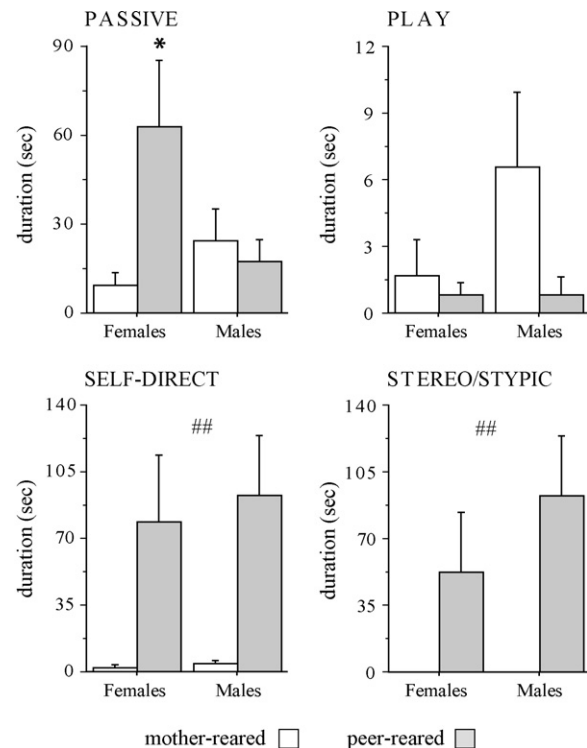 PASSIVE
90
60
30
0
duration (sec)
*
Females
Males
PLAY
12
9
6
3
0
duration (sec)
Females
Males
SELF-DIRECT
140
105
70
35
0
duration (sec)
##
Females
Males
STEREO/STYPIC
140
105
70
35
0
duration (sec)
##
Females
Males
mother-reared
peer-reared